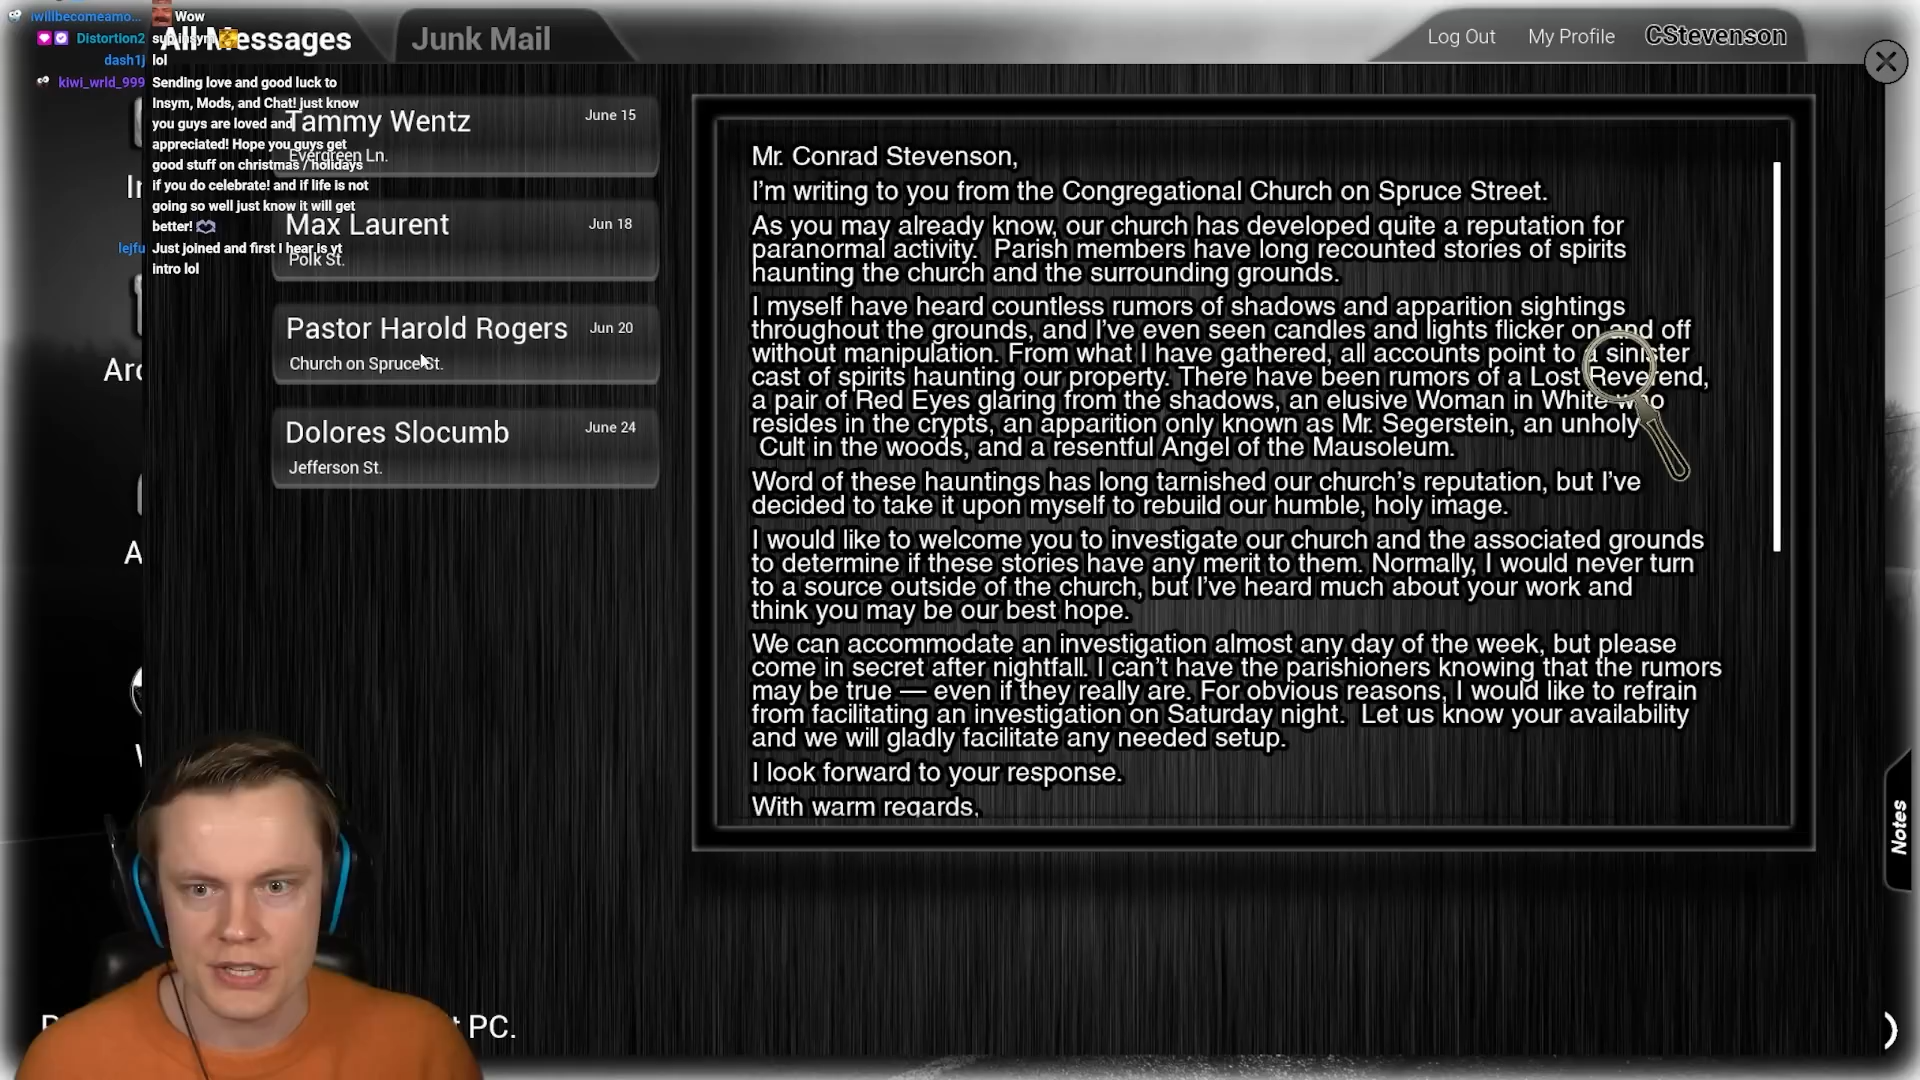 iwillbecomeamo... Wow
Distortion2
dash1j lol
kiwi_wrld_999 Sending love and good luck to
Insym, Mods, and Chat! just know
you guys are loved and
appreciated! Hope you guys get
good stuff on christmas / holidays
if you do celebrate! and if life is not
going so well just know it will get
better!
lejfu Just joined and first I hear is yt
intro lol
All Messages
Junk Mail
Log Out
My Profile
CStevenson
Tammy Wentz
June 15
Evergreen Ln.
Max Laurent
Jun 18
Polk St.
Pastor Harold Rogers
Jun 20
Church on Spruce St.
Dolores Slocumb
June 24
Jefferson St.
Mr. Conrad Stevenson,
I'm writing to you from the Congregational Church on Spruce Street.
As you may already know, our church has developed quite a reputation for
paranormal activity. Parish members have long recounted stories of spirits
haunting the church and the surrounding grounds.
I myself have heard countless rumors of shadows and apparition sightings
throughout the grounds, and I've even seen candles and lights flicker on and off
without manipulation. From what I have gathered, all accounts point to a sinister
cast of spirits haunting our property. There have been rumors of a Lost Reverend,
a pair of Red Eyes glaring from the shadows, an elusive Woman in White who
resides in the crypts, an apparition only known as Mr. Segerstein, an unholy
Cult in the woods, and a resentful Angel of the Mausoleum.
Word of these hauntings has long tarnished our church's reputation, but I've
decided to take it upon myself to rebuild our humble, holy image.
I would like to welcome you to investigate our church and the associated grounds
to determine if these stories have any merit to them. Normally, I would never turn
to a source outside of the church, but I've heard much about your work and
think you may be our best hope.
We can accommodate an investigation almost any day of the week, but please
come in secret after nightfall. I can't have the parishioners knowing that the rumors
may be true — even if they really are. For obvious reasons, I would like to refrain
from facilitating an investigation on Saturday night. Let us know your availability
and we will gladly facilitate any needed setup.
I look forward to your response.
With warm regards,
Notes
PC.